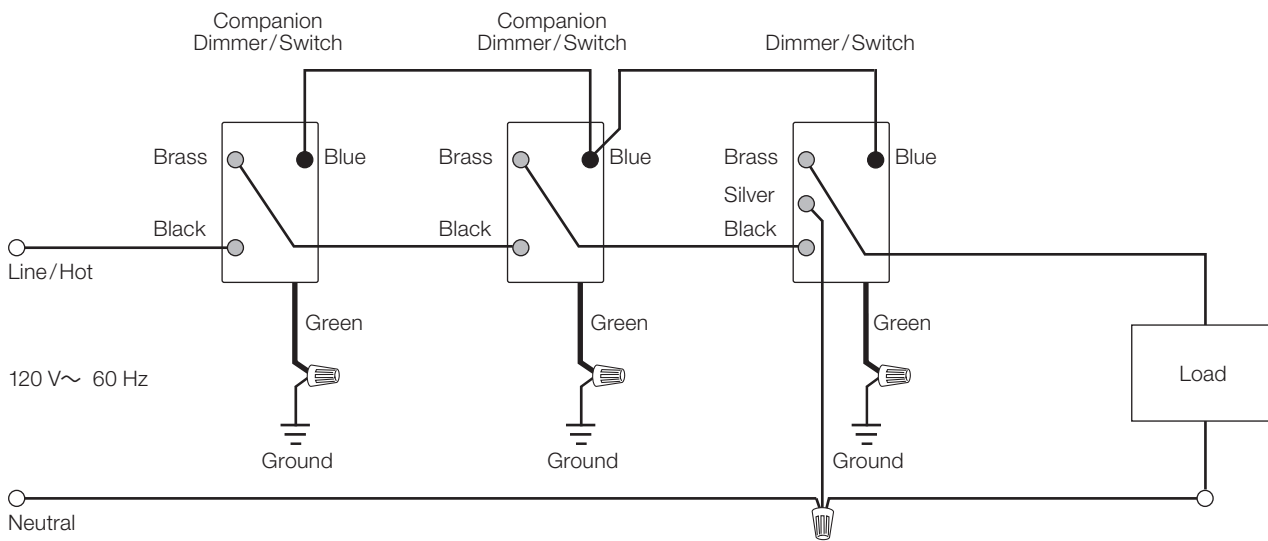 Companion
Dimmer/Switch
Companion
Dimmer/Switch
Dimmer/Switch
Brass
Blue
Brass
Blue
Brass
Blue
Silver
Black
Black
Black
Line/Hot
Green
Green
Green
120 V~ 60 Hz
Load
Ground
Ground
Ground
Neutral